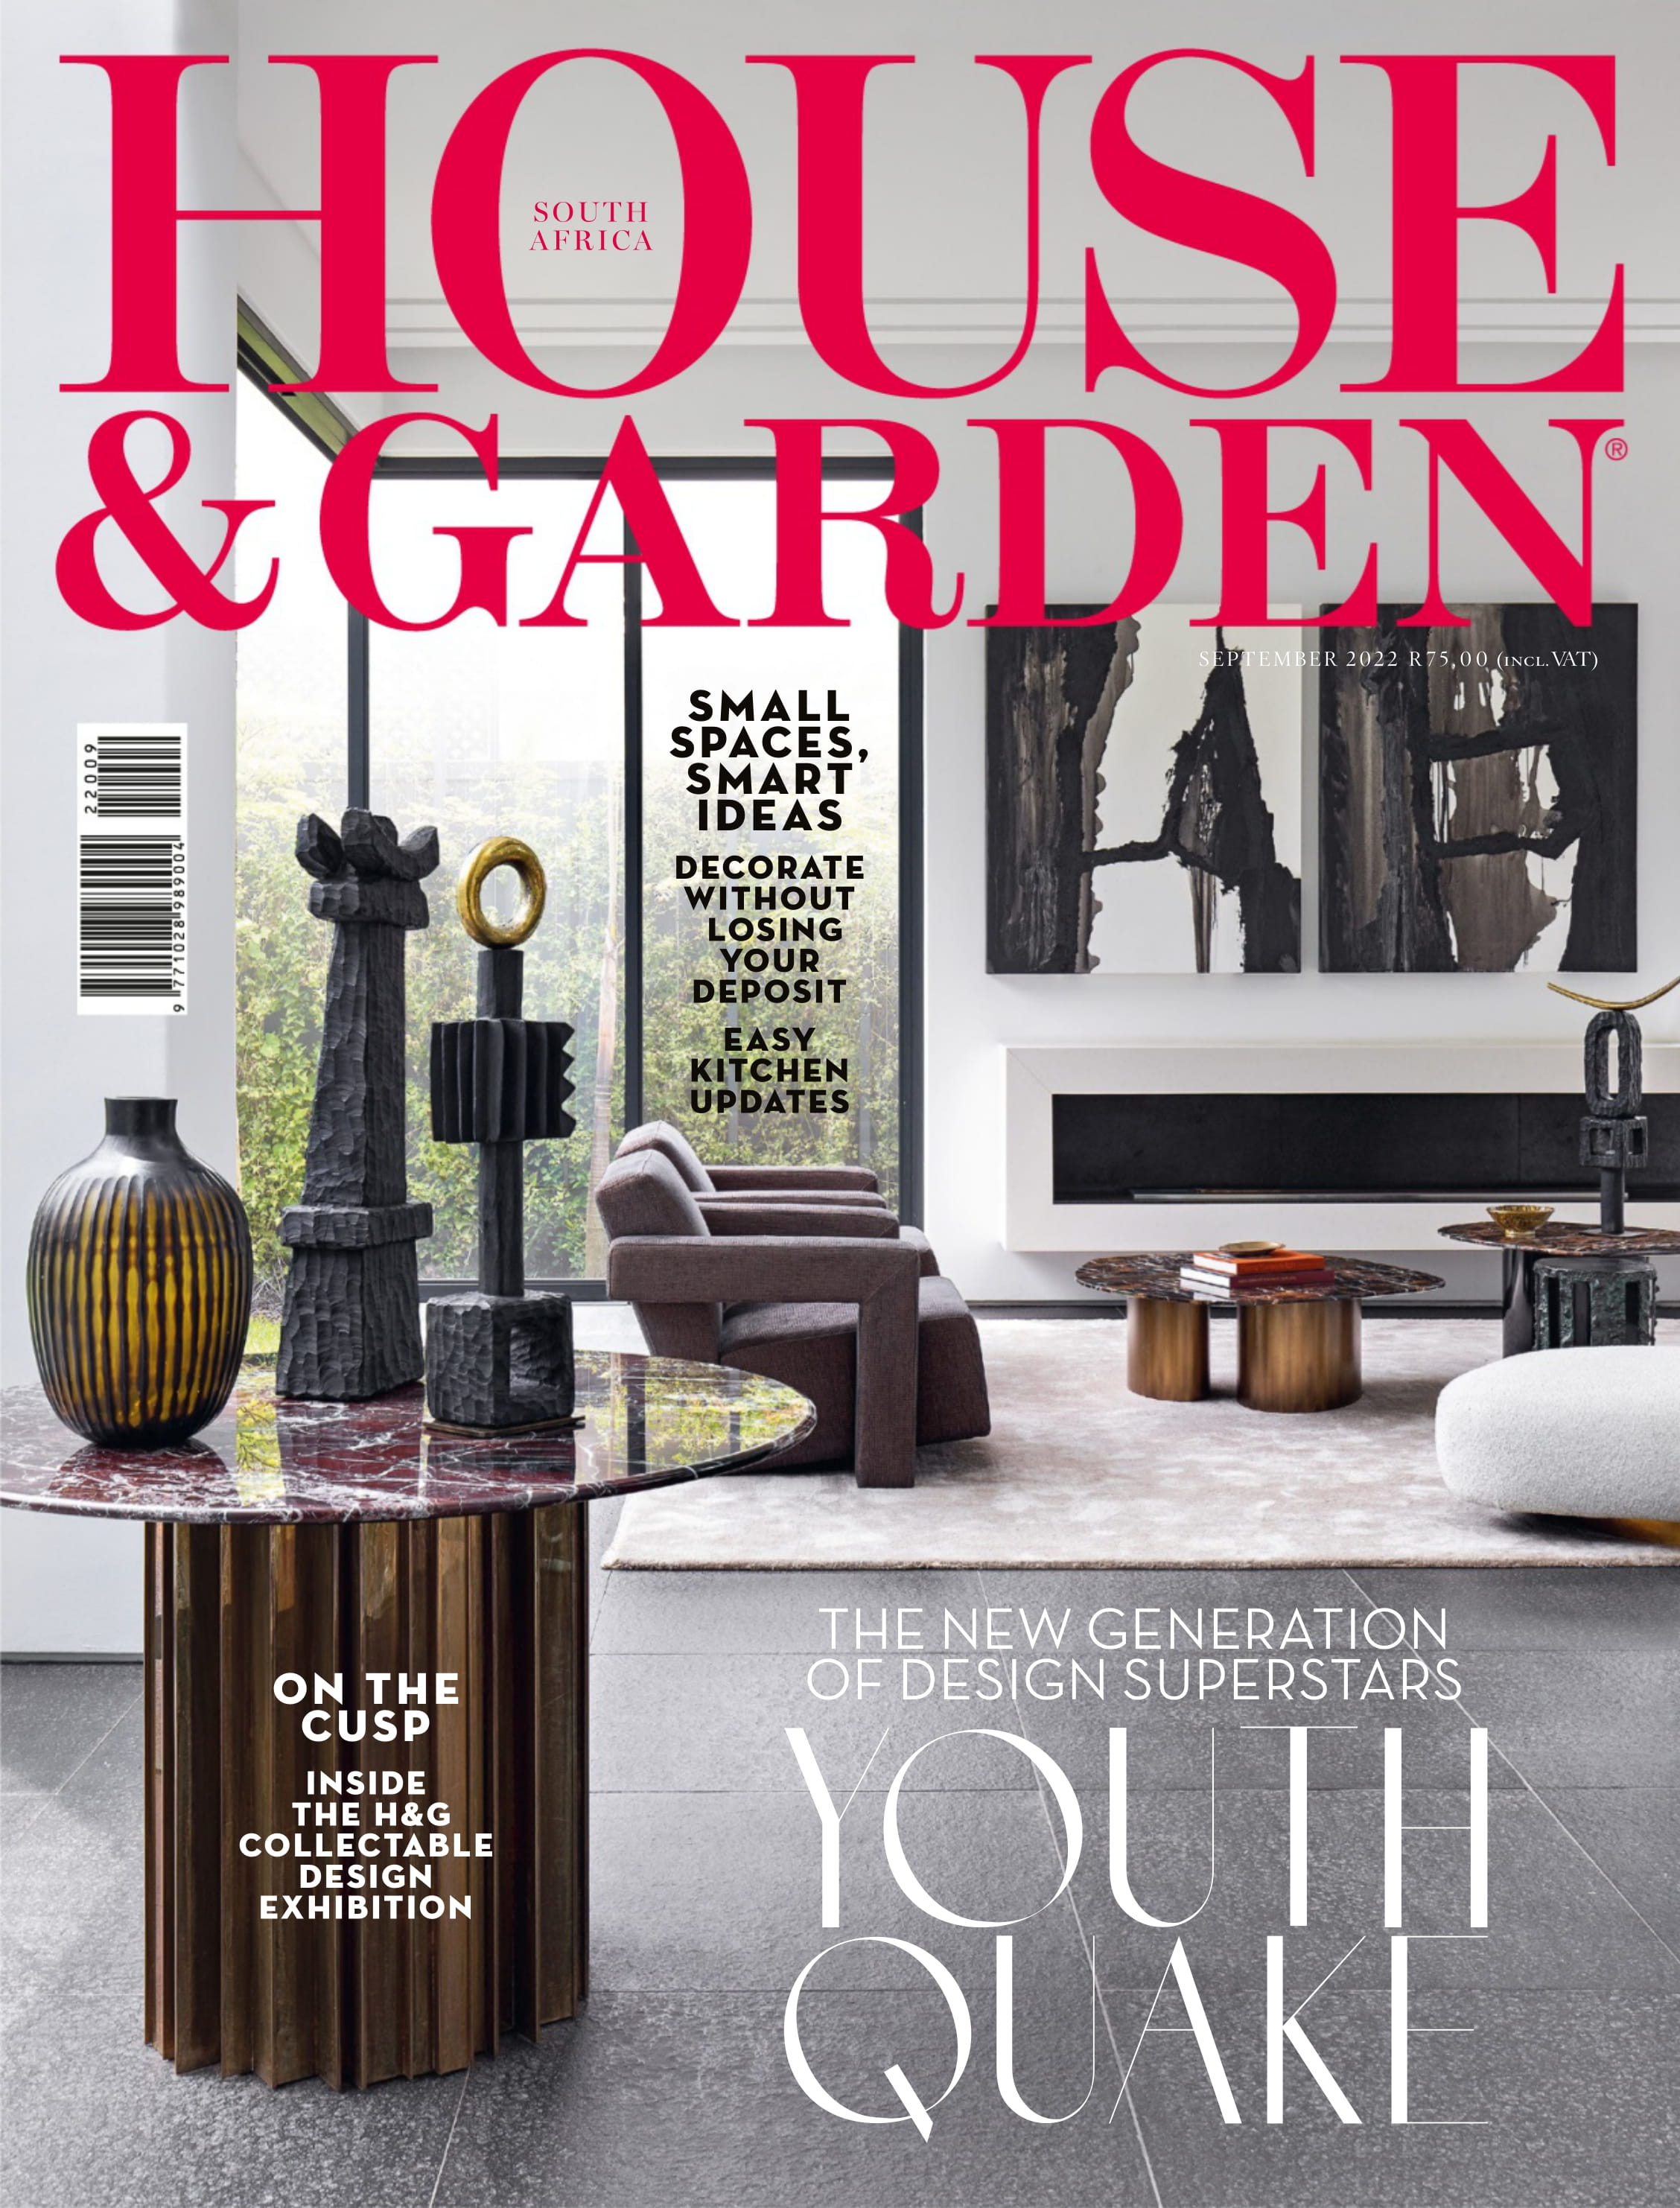 HOUSE
SOUTH
AFRICA
& GARDEN®
SEPTEMBER 2022 R75,00 (INCL. VAT)
SMALL
SPACES,
SMART
IDEAS
DECORATE
WITHOUT
LOSING
YOUR
DEPOSIT
EASY
KITCHEN
UPDATES
22009
9 771028 989004
THE NEW GENERATION
OF DESIGN SUPERSTARS
YOUTH
QUAKE
ON THE
CUSP
INSIDE
THE H&G
COLLECTABLE
DESIGN
EXHIBITION